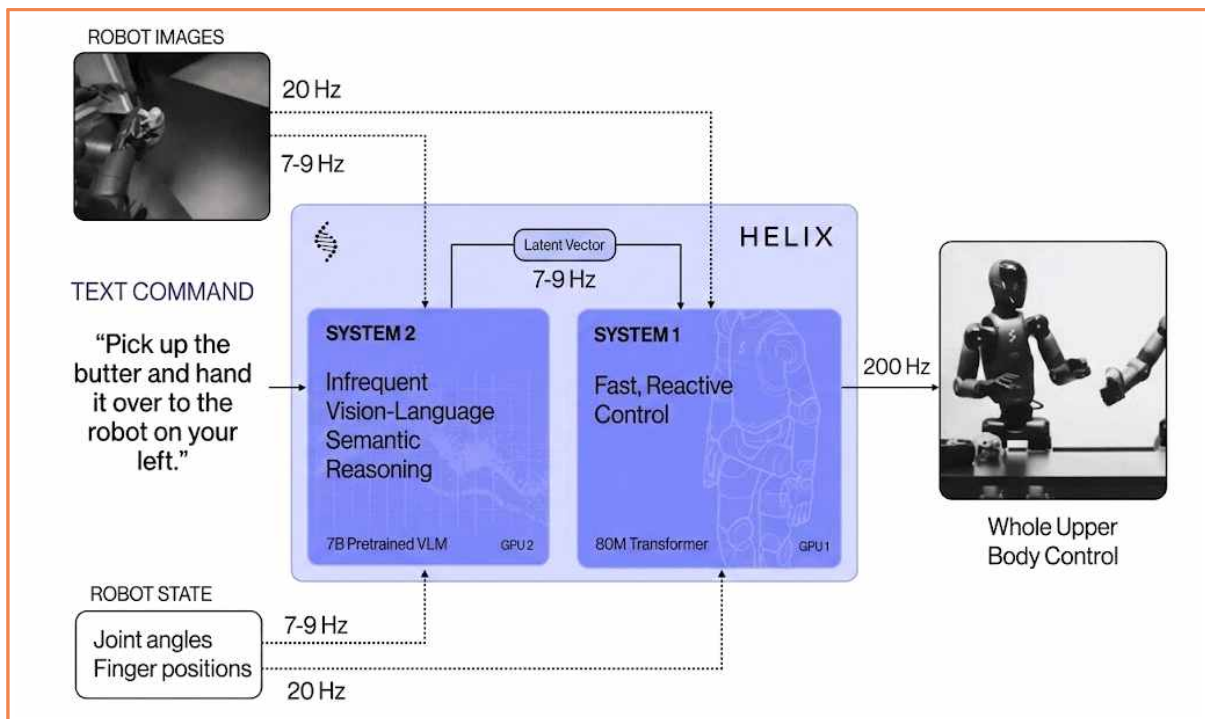 ROBOT IMAGES
20 Hz
7-9 Hz
HELIX
Latent Vector
7-9 Hz
TEXT COMMAND
“Pick up the
butter and hand
it over to the
robot on your
left.”
SYSTEM 2
Infrequent
Vision-Language
Semantic
Reasoning
7B Pretrained VLM
GPU 2
SYSTEM 1
Fast, Reactive
Control
80M Transformer
GPU 1
200 Hz
Whole Upper
Body Control
ROBOT STATE
Joint angles
Finger positions
7-9 Hz
20 Hz